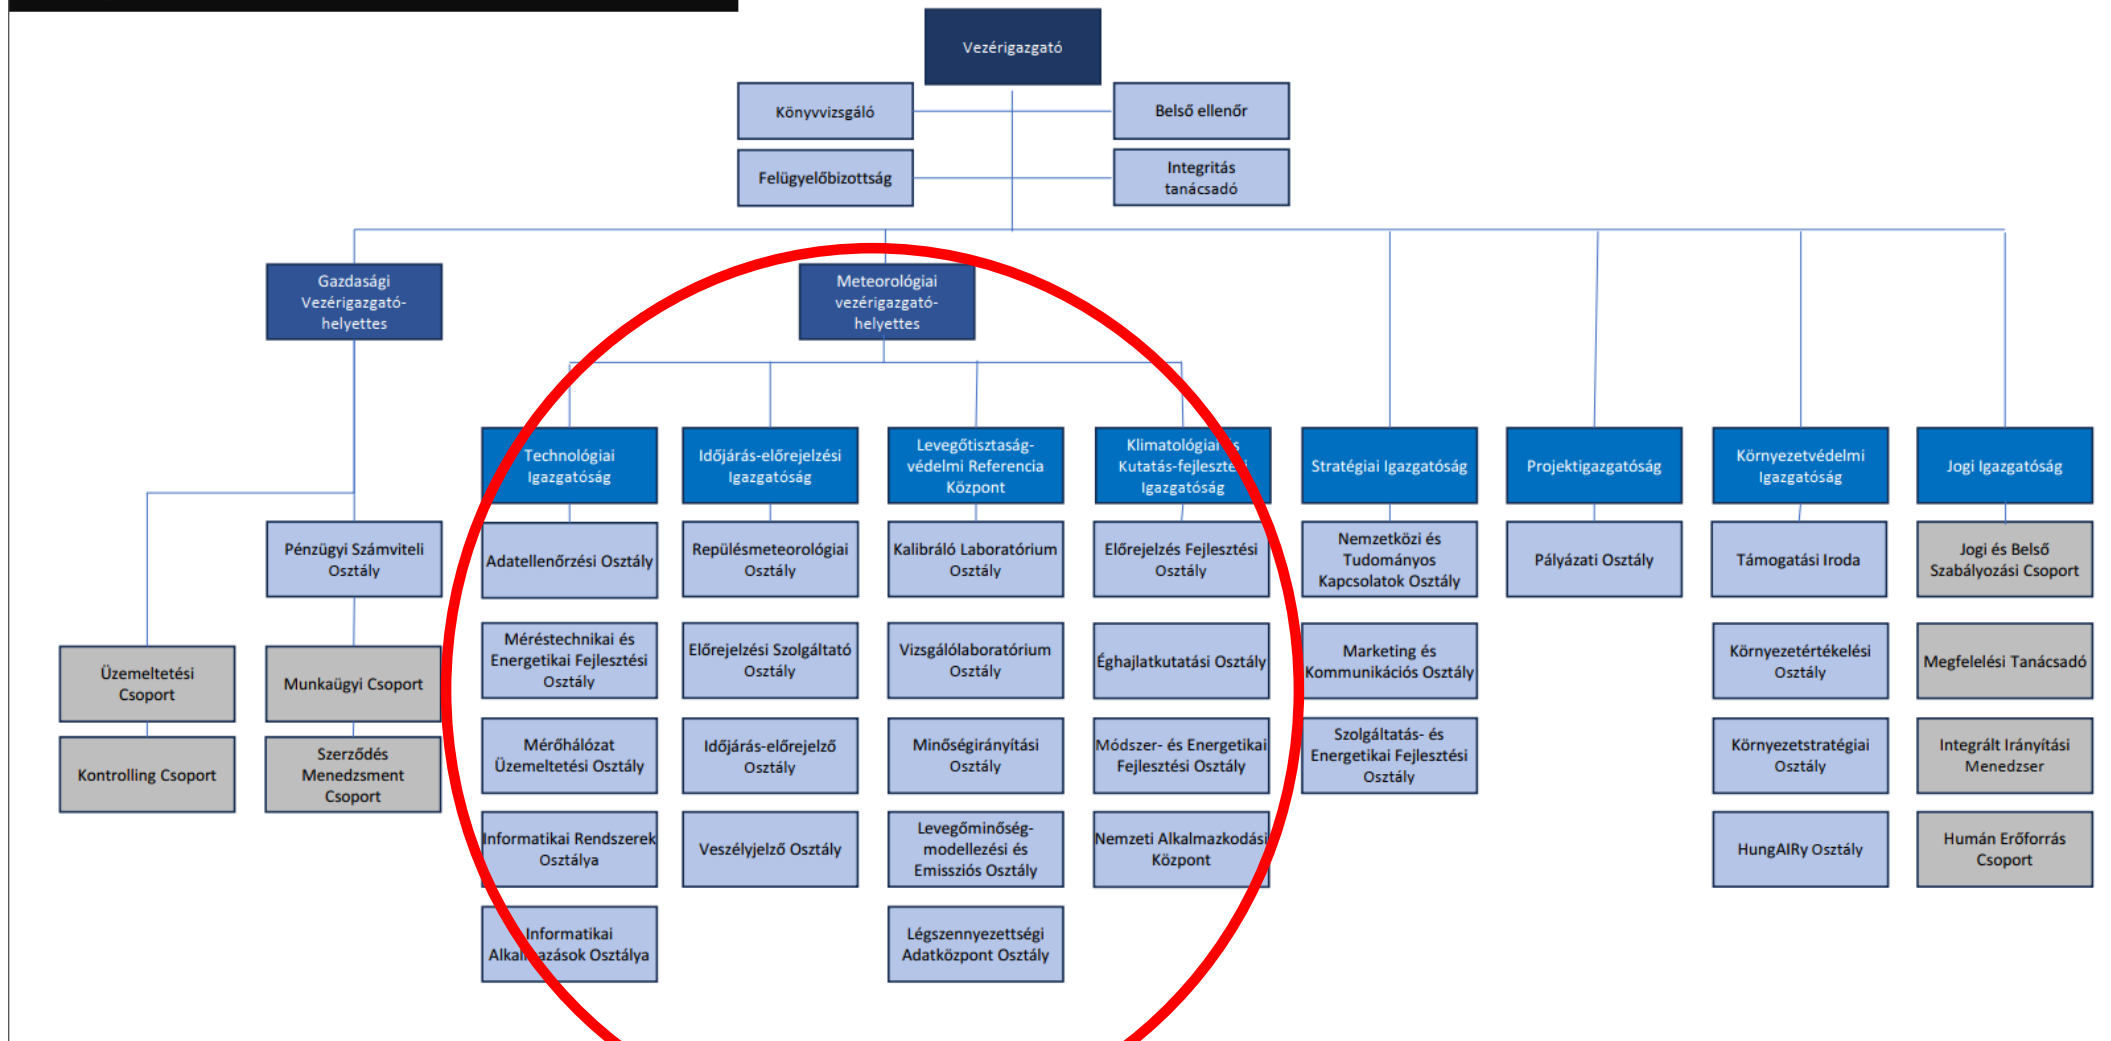 Vezérigazgató
Könyvvizsgáló
Belső ellenőr
Felügyelőbizottság
Integritás
tanácsadó
Gazdasági
Vezérigazgató-
helyettes
Meteorológiai
vezérigazgató-
helyettes
Technológiai
Igazgatóság
Időjárás-előrejelzési
Igazgatóság
Levegőtisztaság-
védelmi Referencia
Központ
Klimatológiai és
Kutatás-fejlesztési
Igazgatóság
Stratégiai Igazgatóság
Projektigazgatóság
Környezetvédelmi
Igazgatóság
Jogi Igazgatóság
Pénzügyi Számviteli
Osztály
Adatellenőrzési Osztály
Repülésmeteorológiai
Osztály
Kalibráló Laboratórium
Osztály
Előrejelzés Fejlesztési
Osztály
Nemzetközi és
Tudományos
Kapcsolatok Osztály
Pályázati Osztály
Támogatási Iroda
Jogi és Belső
Szabályozási Csoport
Üzemeltetési
Csoport
Munkaügyi Csoport
Méréstechnikai és
Energetikai Fejlesztési
Osztály
Előrejelzési Szolgáltató
Osztály
Vizsgálólaboratórium
Osztály
Éghajlatkutatási Osztály
Marketing és
Kommunikációs Osztály
Környezetértékelési
Osztály
Megfelelési Tanácsadó
Kontrolling Csoport
Szerződés
Menedzsment
Csoport
Mérőhálózat
Üzemeltetési Osztály
Időjárás-előrejelző
Osztály
Minőségirányítási
Osztály
Módszer- és Energetikai
Fejlesztési Osztály
Szolgáltatás- és
Energetikai Fejlesztési
Osztály
Környezetstratégiai
Osztály
Integrált Irányítási
Menedzser
Informatikai Rendszerek
Osztálya
Veszélyjelző Osztály
Levegőminőség-
modellezési és
Emissziós Osztály
Nemzeti Alkalmazkodási
Központ
HungAIRy Osztály
Humán Erőforrás
Csoport
Informatikai
Alkalmazások Osztálya
Légszennyezettségi
Adatközpont Osztály